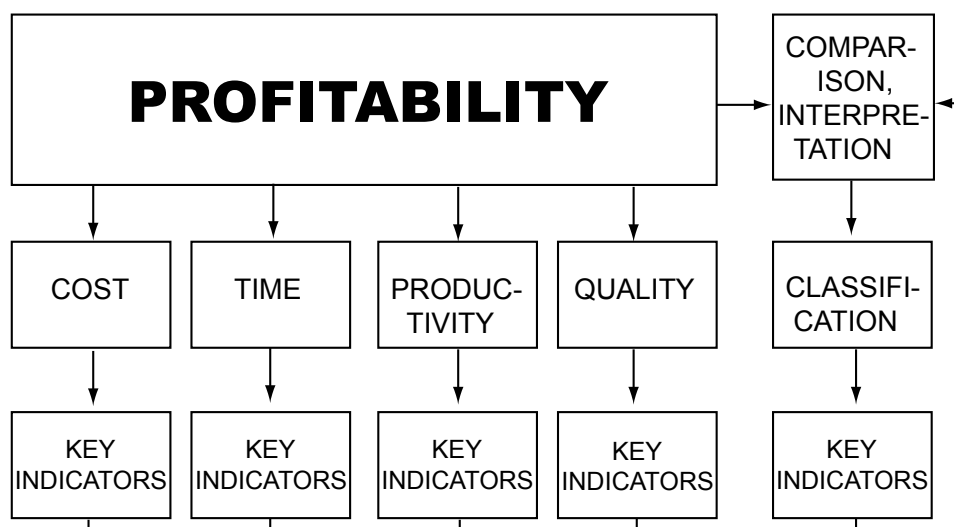 PROFITABILITY
COMPAR-
ISON,
INTERPRE-
TATION
COST
TIME
PRODUC-
TIVITY
QUALITY
CLASSIFI-
CATION
KEY
INDICATORS
KEY
INDICATORS
KEY
INDICATORS
KEY
INDICATORS
KEY
INDICATORS